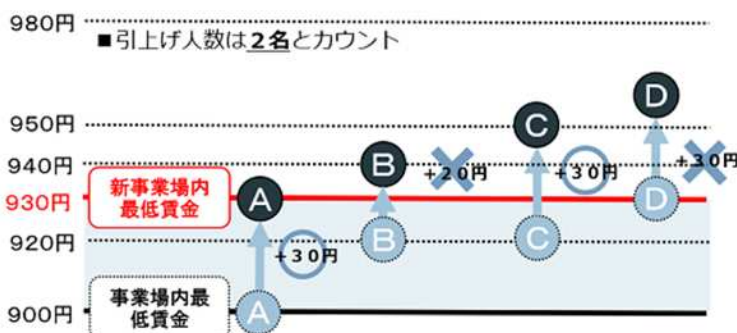 980円
■引上げ人数は2名とカウント
950円
940円
930円
920円
900円
新事業場内
最低賃金
事業場内最
低賃金
A
B
C
D
+30円
+20円
+30円
+30円
A
B
C
D